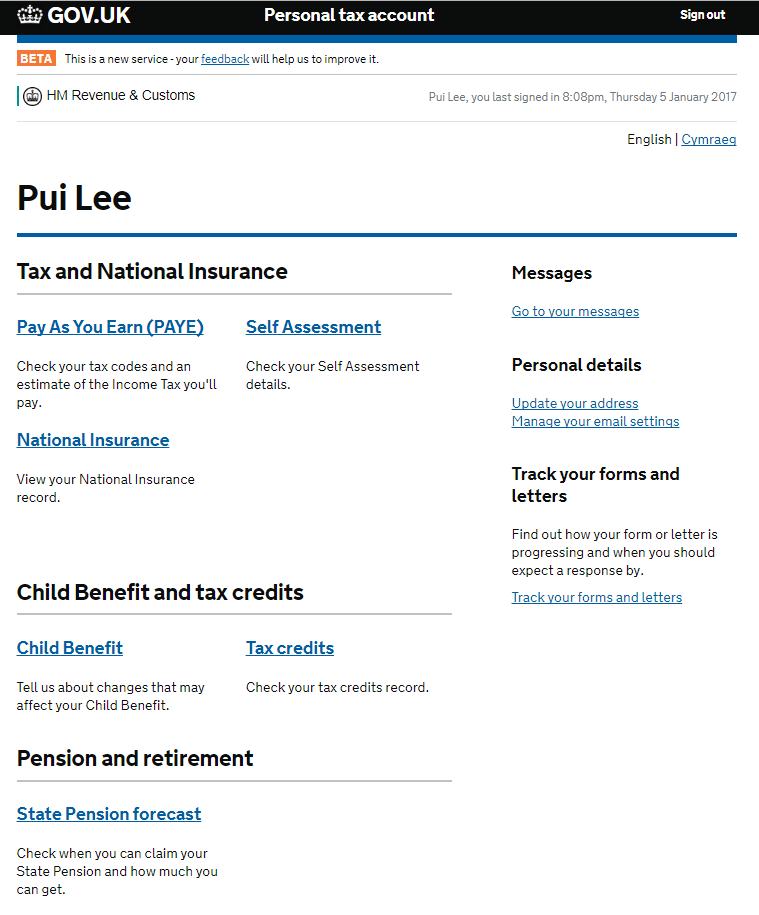 GOV.UK
Personal tax account
Sign out
BETA This is a new service - your feedback will help us to improve it.
HM Revenue & Customs
Pui Lee, you last signed in 8:08pm, Thursday 5 January 2017
English | Cymraeg
Pui Lee
Tax and National Insurance
Pay As You Earn (PAYE)
Check your tax codes and an
estimate of the Income Tax you'll
pay.
Self Assessment
Check your Self Assessment
details.
National Insurance
View your National Insurance
record.
Child Benefit and tax credits
Child Benefit
Tell us about changes that may
affect your Child Benefit.
Tax credits
Check your tax credits record.
Pension and retirement
State Pension forecast
Check when you can claim your
State Pension and how much you
can get.
Messages
Go to your messages
Personal details
Update your address
Manage your email settings
Track your forms and
letters
Find out how your form or letter is
progressing and when you should
expect a response by.
Track your forms and letters